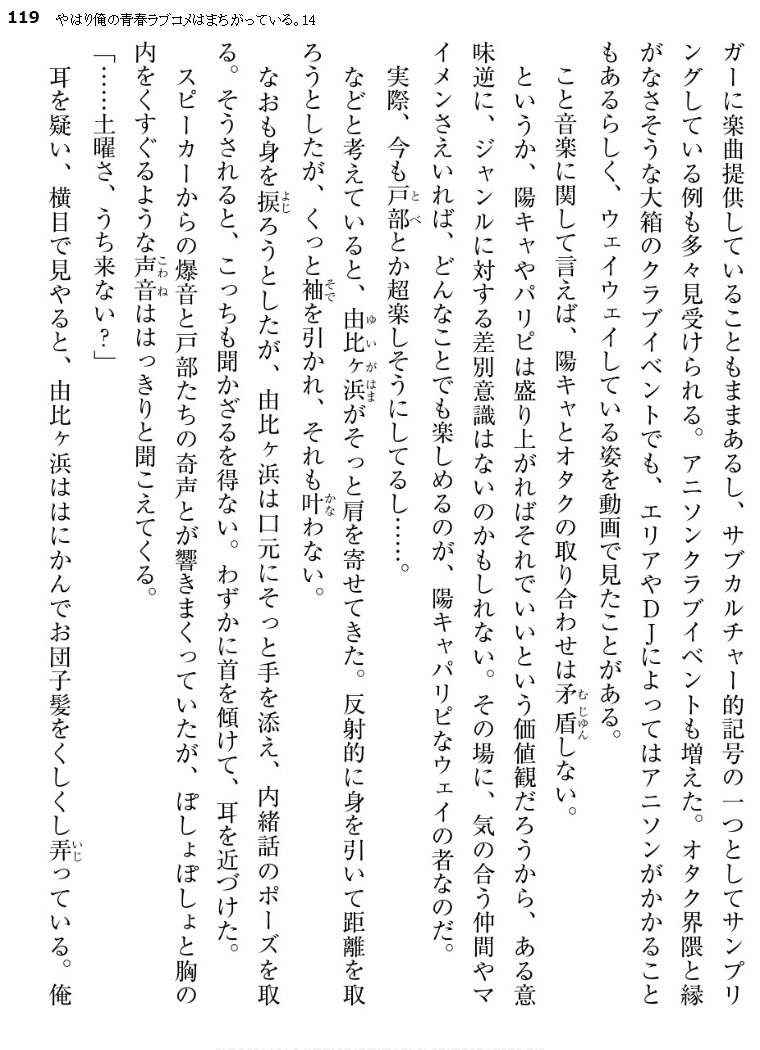 119 やはり俺の青春ラブコメはまちがっている。14
ガーに楽曲提供していることもままあるし、サブカルチャー的記号の一つとしてサンプリ
ングしている例も多々見受けられる。アニソンクラブイベントも増えた。オタク界隈と縁
がなさそうな大箱のクラブイベントでも、エリアやDJによってはアニソンがかかること
もあるらしく、ウェイウェイしている姿を動画で見たことがある。
こと音楽に関して言えば、陽キャとオタクの取り合わせは矛盾しない。
というか、陽キャやパリピは盛り上がればそれでいいという価値観だろうから、ある意
味逆に、ジャンルに対する差別意識はないのかもしれない。その場に、気の合う仲間やマ
イメンさえいれば、どんなことでも楽しめるのが、陽キャパリピなウェイの者なのだ。
実際、今も戸部とか超楽しそうにしてるし……。
などと考えていると、由比ヶ浜がそっと肩を寄せてきた。反射的に身を引いて距離を取
ろうとしたが、くっと袖を引かれ、それも叶わない。
なおも身を捩ろうとしたが、由比ヶ浜は口元にそっと手を添え、内緒話のポーズを取
る。そうされると、こっちも聞かざるを得ない。わずかに首を傾けて、耳を近づけた。
スピーカーからの爆音と戸部たちの奇声とが響きまくっていたが、ぽしょぽしょと胸の
内をくすぐるような声音ははっきりと聞こえてくる。
「……土曜さ、うち来ない?」
耳を疑い、横目で見やると、由比ヶ浜ははにかんでお団子髪をくしくし弄っている。俺